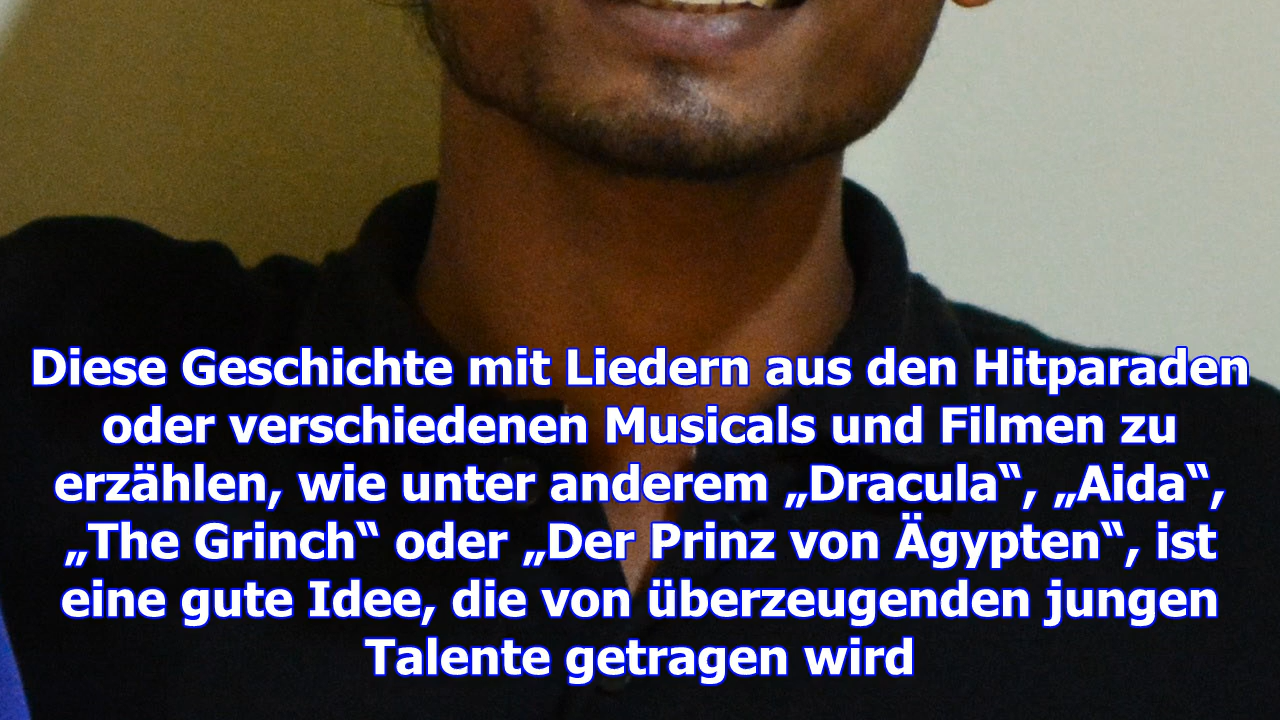 Diese Geschichte mit Liedern aus den Hitparaden
oder verschiedenen Musicals und Filmen zu
erzählen, wie unter anderem „Dracula“, „Aida“,
„The Grinch“ oder „Der Prinz von Ägypten“, ist
eine gute Idee, die von überzeugenden jungen
Talente getragen wird